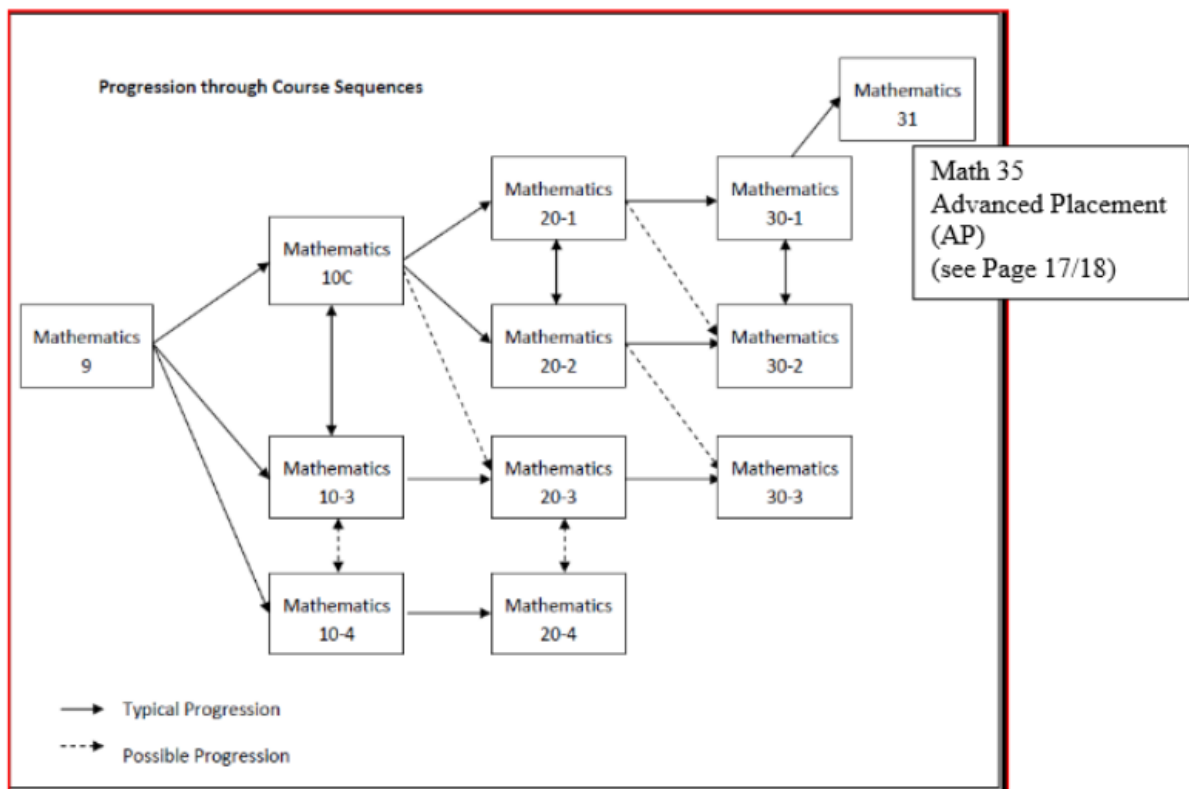 Progression through Course Sequences
Mathematics
31
Math 35
Advanced Placement
(AP)
(see Page 17/18)
Mathematics
20-1
Mathematics
30-1
Mathematics
10C
Mathematics
9
Mathematics
20-2
Mathematics
30-2
Mathematics
10-3
Mathematics
20-3
Mathematics
30-3
Mathematics
10-4
Mathematics
20-4
Typical Progression
Possible Progression